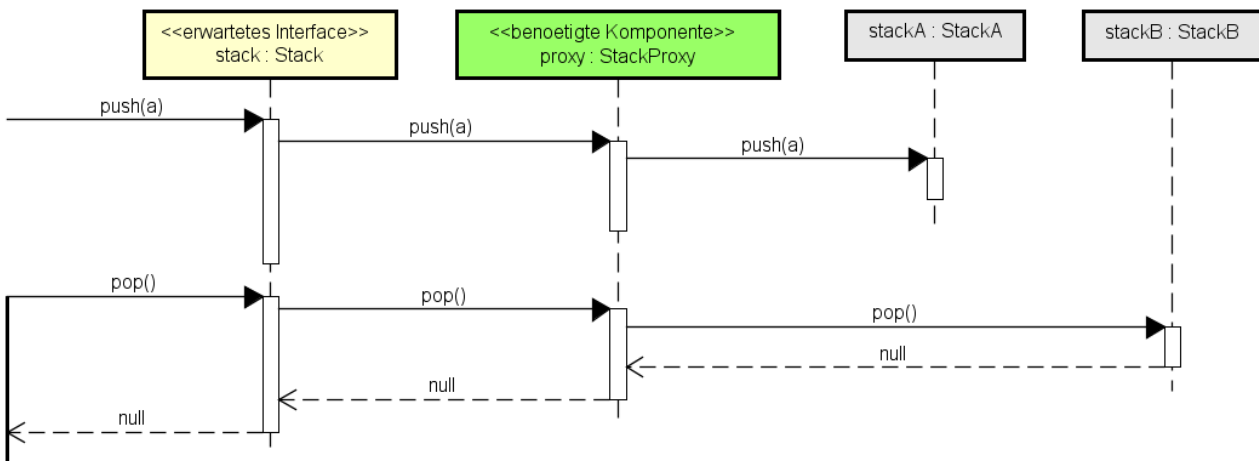 <<erwartetes Interface>>
stack : Stack
<<benoetigte Komponente>>
proxy : StackProxy
stackA : StackA
stackB : StackB
push(a)
push(a)
push(a)
pop()
pop()
pop()
null
null
null